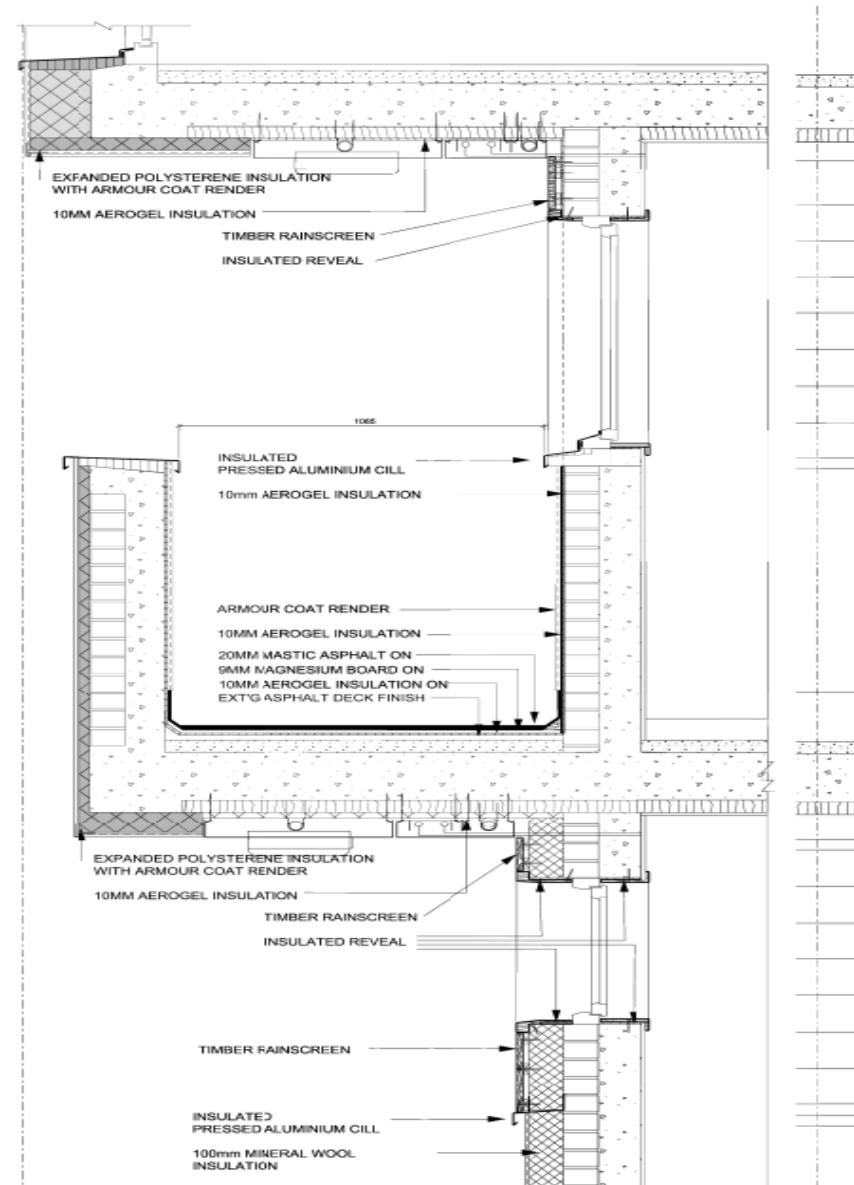 EXPANDED POLYSTERENE INSULATION
WITH ARMOUR COAT RENDER
10MM AEROGEL INSULATION
TIMBER RAINSCREEN
INSULATED REVEAL
1065
INSULATED
PRESSED ALUMINIUM CILL
10mm AEROGEL INSULATION
ARMOUR COAT RENDER
10MM AEROGEL INSULATION
20MM MASTIC ASPHALT ON
9MM MAGNESIUM BOARD ON
10MM AEROGEL INSULATION ON
EXT'G ASPHALT DECK FINISH
EXPANDED POLYSTERENE INSULATION
WITH ARMOUR COAT RENDER
10MM AEROGEL INSULATION
TIMBER RAINSCREEN
INSULATED REVEAL
TIMBER RAINSCREEN
INSULATED
PRESSED ALUMINIUM CILL
100mm MINERAL WOOL
INSULATION